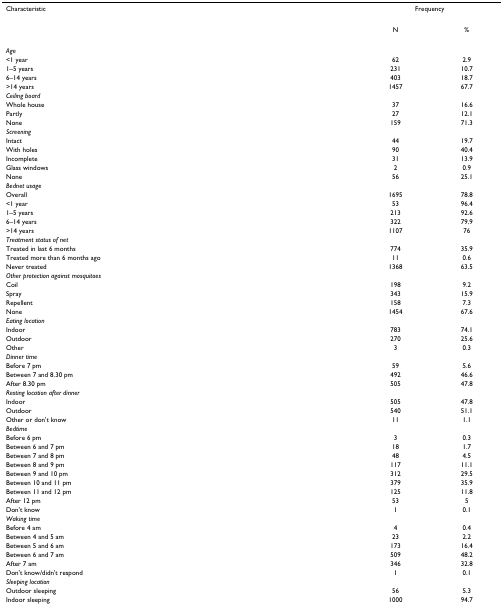 Characteristic Frequency
N %
Age
<1 year 62 2.9
1–5 years 231 10.7
6–14 years 403 18.7
>14 years 1457 67.7
Ceiling board
Whole house 37 16.6
Partly 27 12.1
None 159 71.3
Screening
Intact 44 19.7
With holes 90 40.4
Incomplete 31 13.9
Glass windows 2 0.9
None 56 25.1
Bednet usage
Overall 1695 78.8
<1 year 53 96.4
1–5 years 213 92.6
6–14 years 322 79.9
>14 years 1107 76
Treatment status of net
Treated in last 6 months 774 35.9
Treated more than 6 months ago 11 0.6
Never treated 1368 63.5
Other protection against mosquitoes
Coil 198 9.2
Spray 343 15.9
Repellent 158 7.3
None 1454 67.6
Eating location
Indoor 783 74.1
Outdoor 270 25.6
Other 3 0.3
Dinner time
Before 7 pm 59 5.6
Between 7 and 8.30 pm 492 46.6
After 8.30 pm 505 47.8
Resting location after dinner
Indoor 505 47.8
Outdoor 540 51.1
Other or don't know 11 1.1
Bedtime
Before 6 pm 3 0.3
Between 6 and 7 pm 18 1.7
Between 7 and 8 pm 48 4.5
Between 8 and 9 pm 117 11.1
Between 9 and 10 pm 312 29.5
Between 10 and 11 pm 379 35.9
Between 11 and 12 pm 125 11.8
After 12 pm 53 5
Don't know 1 0.1
Waking time
Before 4 am 4 0.4
Between 4 and 5 am 23 2.2
Between 5 and 6 am 173 16.4
Between 6 and 7 am 509 48.2
After 7 am 346 32.8
Don't know/didn't respond 1 0.1
Sleeping location
Outdoor sleeping 56 5.3
Indoor sleeping 1000 94.7